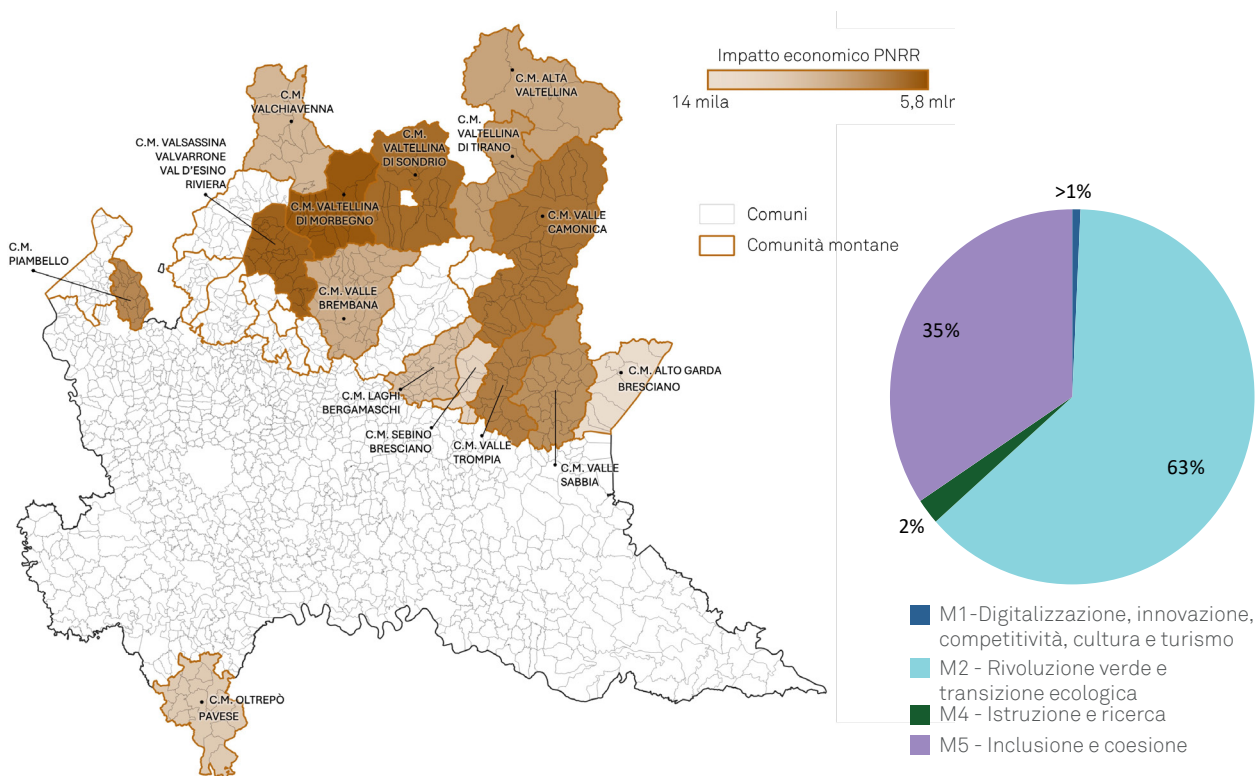 Impatto economico PNRR
14 mila
5,8 mlr
Comuni
Comunità montane
C.M. ALTA
VALTELLINA
C.M.
VALCHIAVENNA
C.M.
VALTELLINA
DI TIRANO
C.M.
VALTELLINA
DI SONDRIO
C.M. VALSASSINA
VALVARRONE
VAL D'ESINO
RIVIERA
C.M. VALTELLINA
DI MORBEGNO
C.M. VALLE
CAMONICA
C.M.
PIAMBELLO
C.M. VALLE
BREMBANA
C.M. ALTO GARDA
BRESCIANO
C.M. LAGHI
BERGAMASCHI
C.M. SEBINO
BRESCIANO
C.M. VALLE
TROMPIA
C.M. VALLE
SABBIA
C.M. OLTREPÒ
PAVESE
>1%
35%
63%
2%
M1-Digitalizzazione, innovazione,
competitività, cultura e turismo
M2 - Rivoluzione verde e
transizione ecologica
M4 - Istruzione e ricerca
M5 - Inclusione e coesione